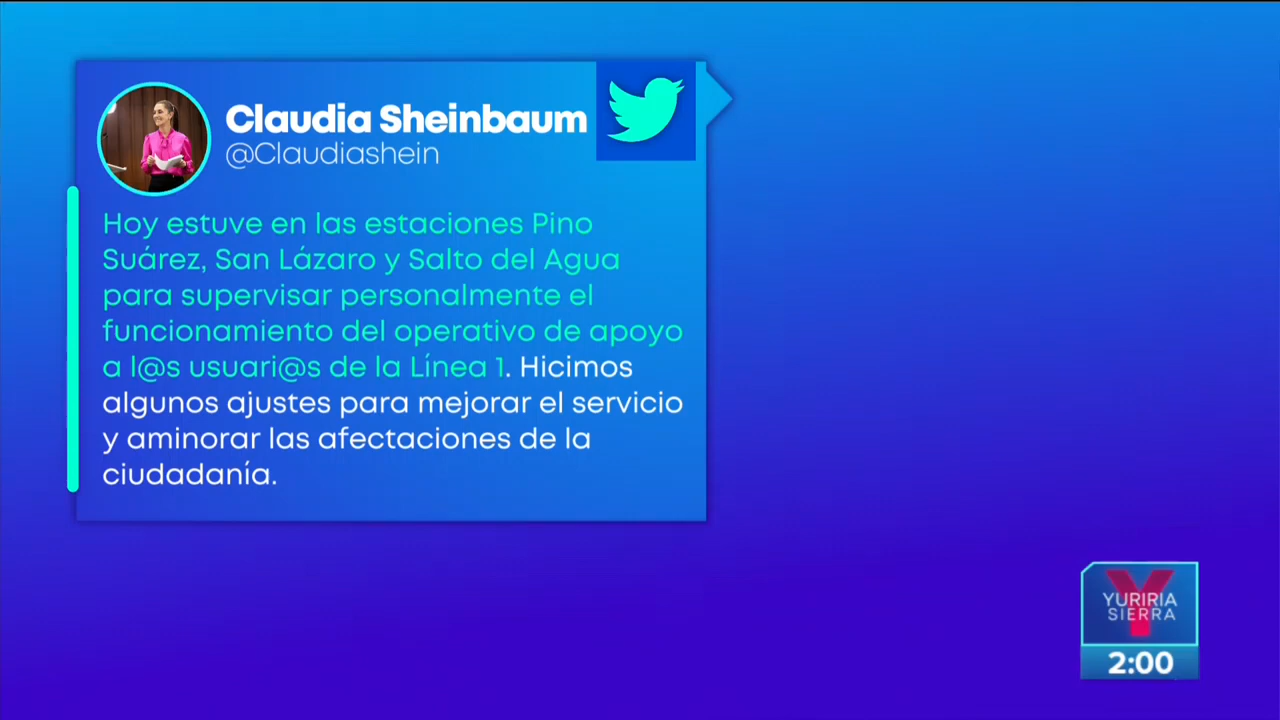 Claudia Sheinbaum
@Claudiashein
Hoy estuve en las estaciones Pino
Suárez, San Lázaro y Salto del Agua
para supervisar personalmente el
funcionamiento del operativo de apoyo
a l@s usuari@s de la Línea 1. Hicimos
algunos ajustes para mejorar el servicio
y aminorar las afectaciones de la
ciudadanía.
Y
YURIRIA
SIERRA
2:00